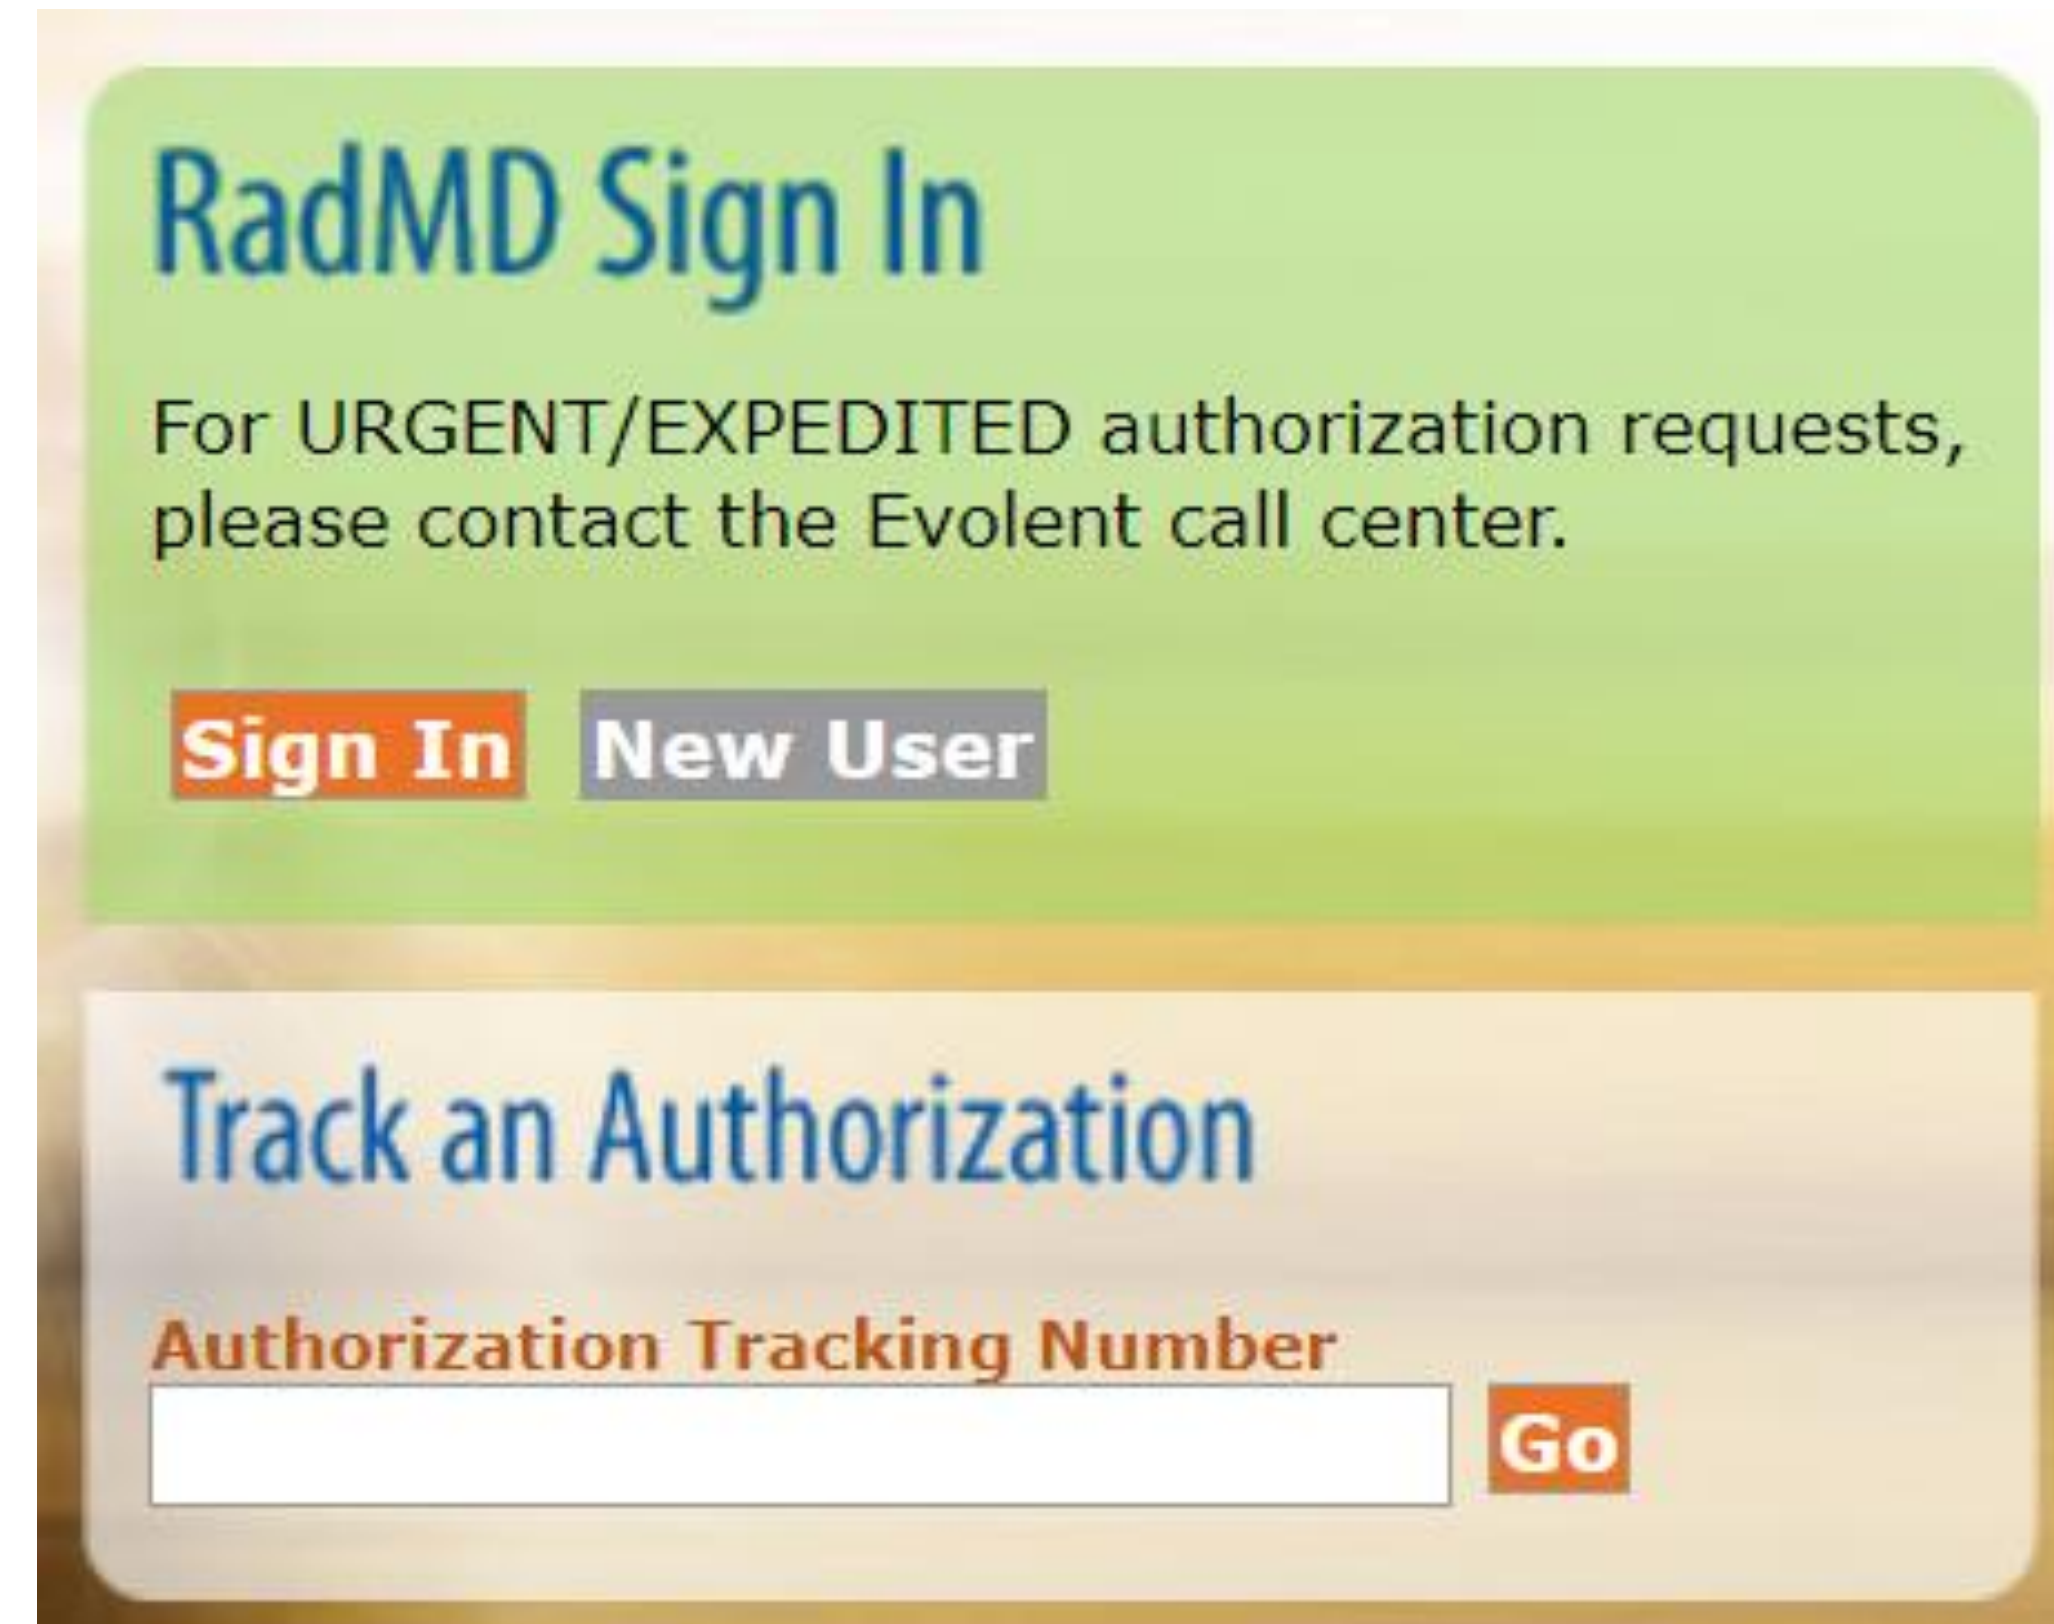 RadMD Sign In
For URGENT/EXPEDITED authorization requests,
please contact the Evolent call center.
Sign In New User
Track an Authorization
Authorization Tracking Number
Go